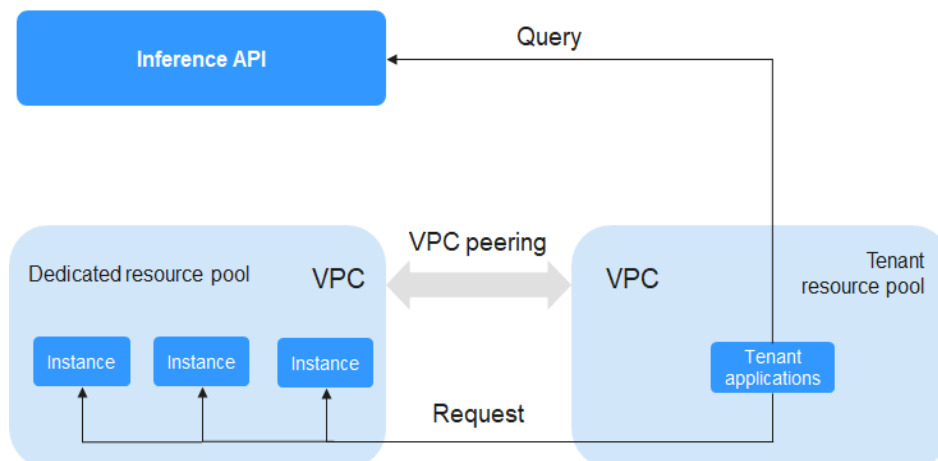 Query
Inference API
VPC peering
Dedicated resource pool
VPC
VPC
Tenant
resource pool
Instance
Instance
Instance
Tenant
applications
Request